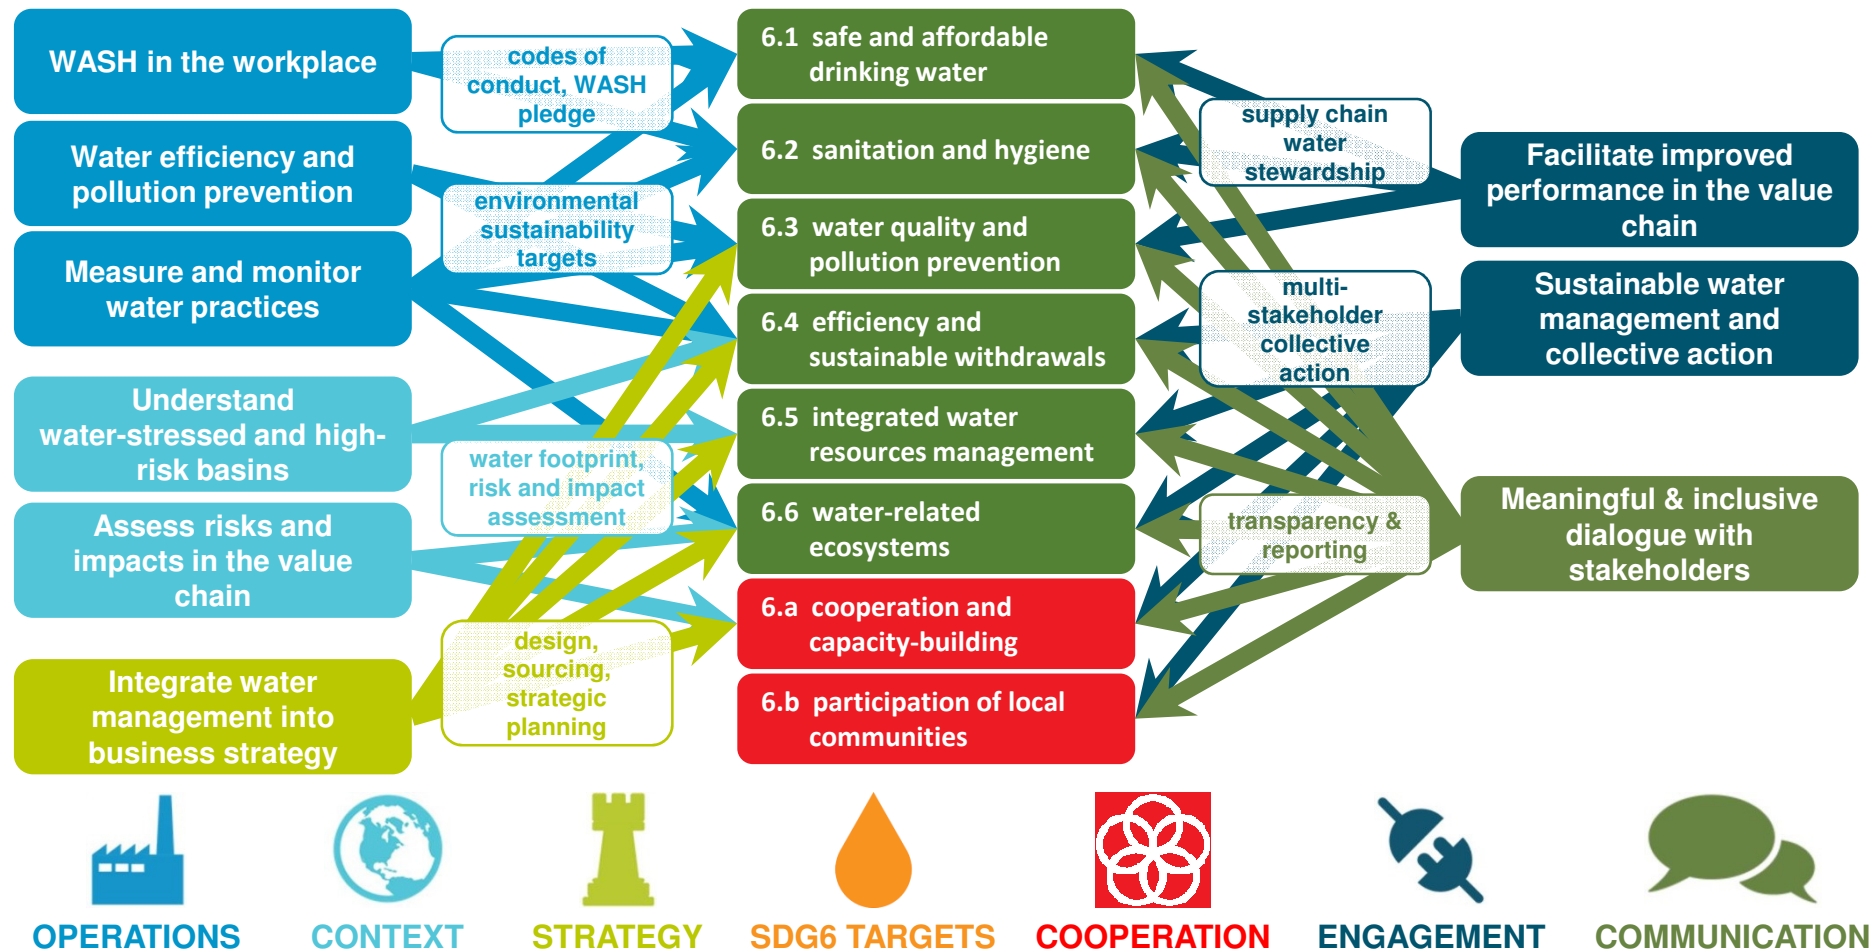 WASH in the workplace
Water efficiency and
pollution prevention
Measure and monitor
water practices
Understand
water-stressed and high-
risk basins
Assess risks and
impacts in the value
chain
Integrate water
management into
business strategy
codes of
conduct, WASH
pledge
environmental
sustainability
targets
water footprint,
risk and impact
assessment
design,
sourcing,
strategic
planning
6.1 safe and affordable
drinking water
6.2 sanitation and hygiene
6.3 water quality and
pollution prevention
6.4 efficiency and
sustainable withdrawals
6.5 integrated water
resources management
6.6 water-related
ecosystems
6.a cooperation and
capacity-building
6.b participation of local
communities
supply chain
water
stewardship
multi-
stakeholder
collective
action
transparency &
reporting
Facilitate improved
performance in the value
chain
Sustainable water
management and
collective action
Meaningful & inclusive
dialogue with
stakeholders
OPERATIONS
CONTEXT
STRATEGY
SDG6 TARGETS
COOPERATION
ENGAGEMENT
COMMUNICATION